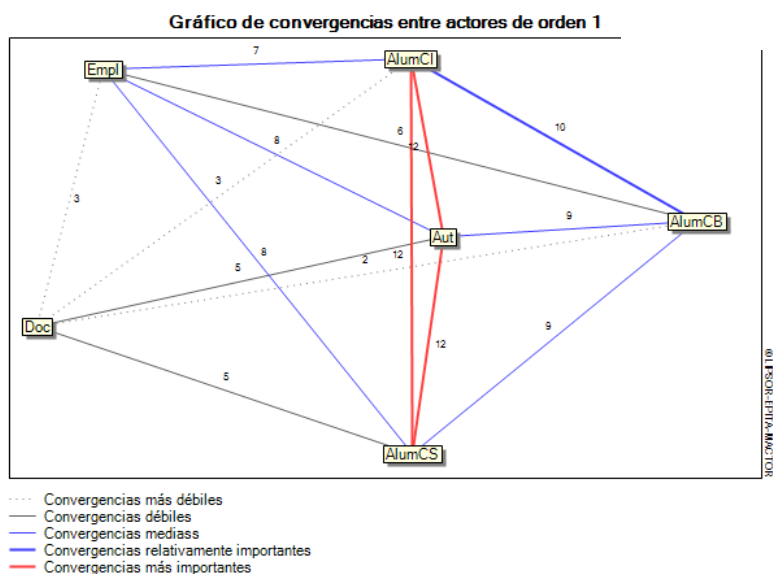 Gráfico de convergencias entre actores de orden 1
7
AlumCI
Empl
10
6
12
8
3
3
9
AlumCB
Aut
8
12
2
5
Doc
9
12
5
AlumCS
©LIPSOR-EPITA-MACTOR
Convergencias más débiles
Convergencias débiles
Convergencias mediass
Convergencias relativamente importantes
Convergencias más importantes